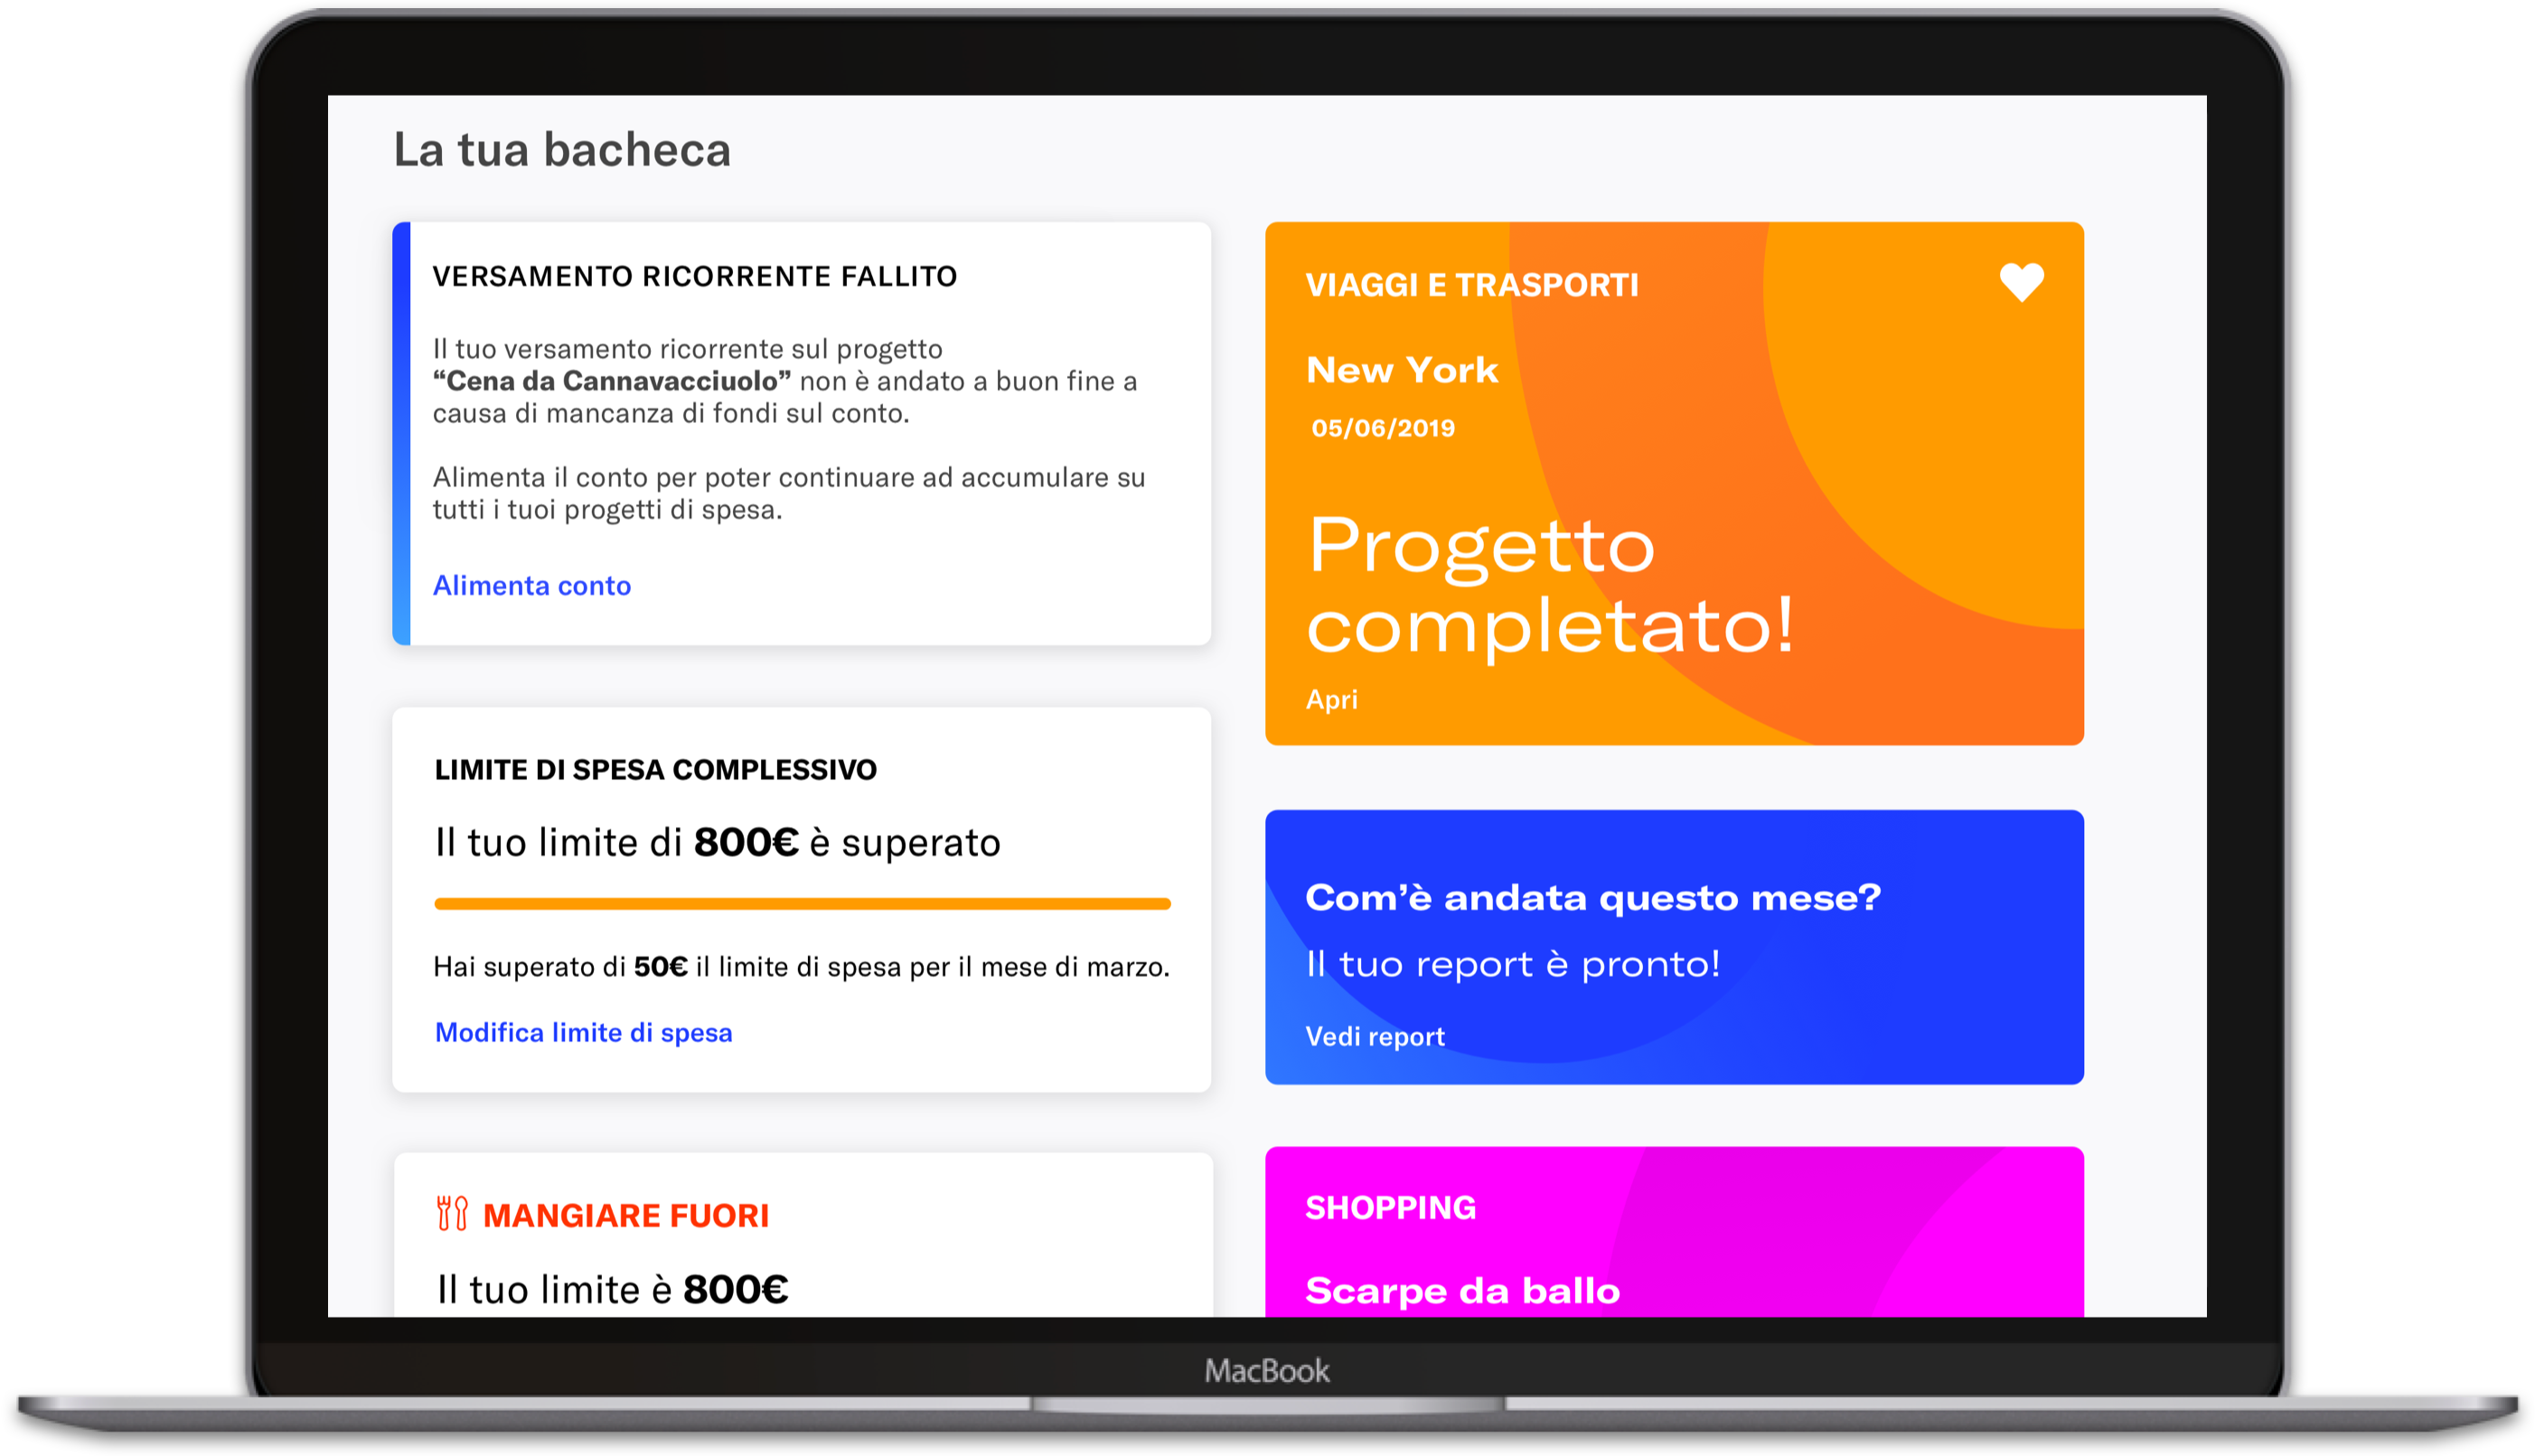 La tua bacheca
VERSAMENTO RICORRENTE FALLITO
Il tuo versamento ricorrente sul progetto
“Cena da Cannavacciuolo” non è andato a buon fine a
causa di mancanza di fondi sul conto.
Alimenta il conto per poter continuare ad accumulare su
tutti i tuoi progetti di spesa.
Alimenta conto
LIMITE DI SPESA COMPLESSIVO
Il tuo limite di 800€ è superato
Hai superato di 50€ il limite di spesa per il mese di marzo.
Modifica limite di spesa
MANGIARE FUORI
Il tuo limite è 800€
VIAGGI E TRASPORTI
New York
05/06/2019
Progetto
completato!
Apri
Com’è andata questo mese?
Il tuo report è pronto!
Vedi report
SHOPPING
Scarpe da ballo
MacBook